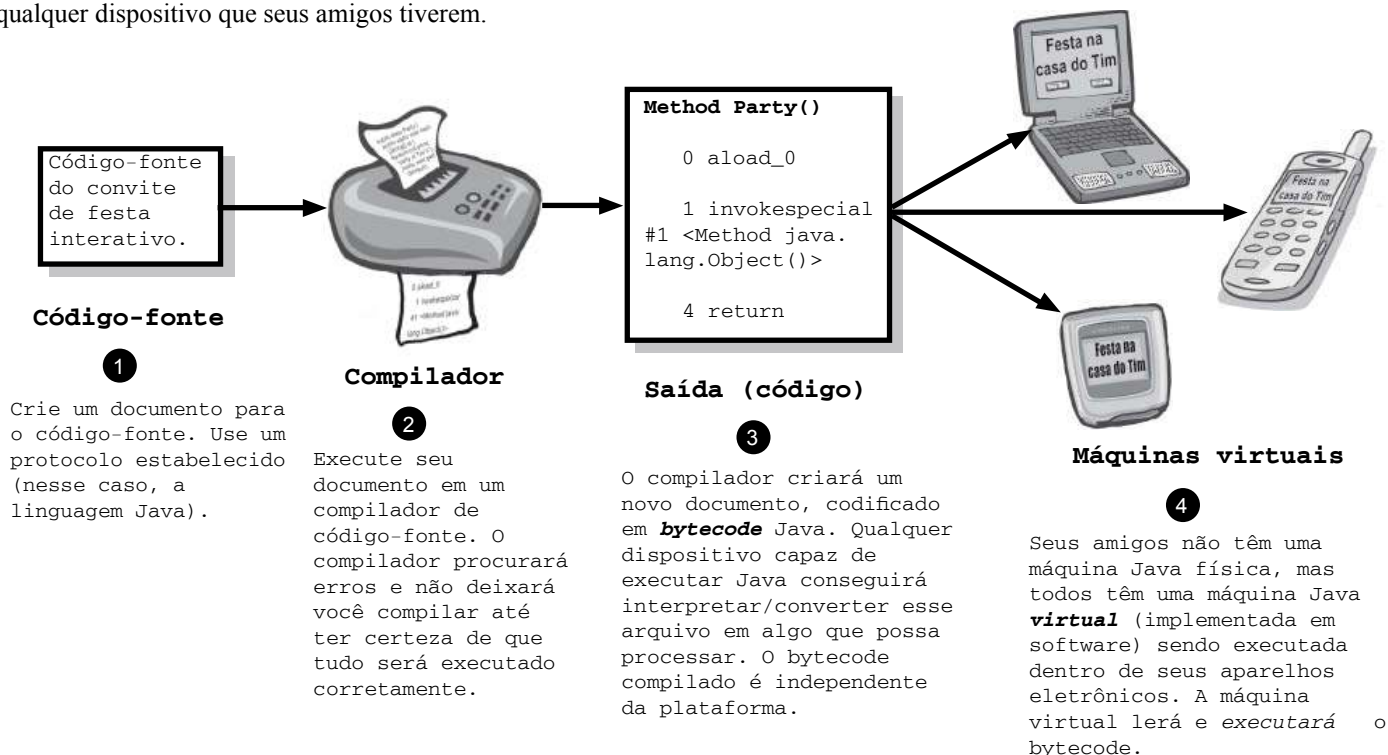 qualquer dispositivo que seus amigos tiverem.
Código-fonte
do convite
de festa
interativo.
Código-fonte
1
Crie um documento para
o código-fonte. Use um
protocolo estabelecido
(nesse caso, a
linguagem Java).
Compilador
2
Execute seu
documento em um
compilador de
código-fonte. O
compilador procurará
erros e não deixará
você compilar até
ter certeza de que
tudo será executado
corretamente.
Method Party()
0 aload_0
1 invokespecial
#1 <Method java.
lang.Object()>
4 return
Saída (código)
3
O compilador criará um
novo documento, codificado
em bytecode Java. Qualquer
dispositivo capaz de
executar Java conseguirá
interpretar/converter esse
arquivo em algo que possa
processar. O bytecode
compilado é independente
da plataforma.
Festa na
casa do Tim
Festa na
casa do Tim
Festa na
casa do Tim
Máquinas virtuais
4
Seus amigos não têm uma
máquina Java física, mas
todos têm uma máquina Java
virtual (implementada em
software) sendo executada
dentro de seus aparelhos
eletrônicos. A máquina
virtual lerá e executará o
bytecode.